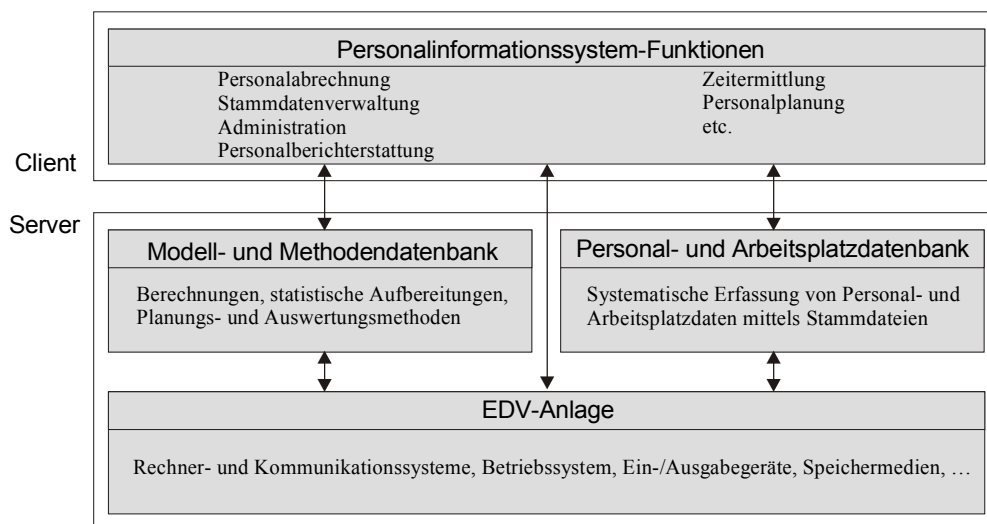 Personalinformationssystem-Funktionen
Personalabrechnung
Stammdatenverwaltung
Administration
Personalberichterstattung
Zeitermittlung
Personalplanung
etc.
Client
Server
Modell- und Methodendatenbank
Berechnungen, statistische Aufbereitungen,
Planungs- und Auswertungsmethoden
Personal- und Arbeitsplatzdatenbank
Systematische Erfassung von Personal- und
Arbeitsplatzdaten mittels Stammdateien
EDV-Anlage
Rechner- und Kommunikationssysteme, Betriebssystem, Ein-/Ausgabegeräte, Speichermedien, …